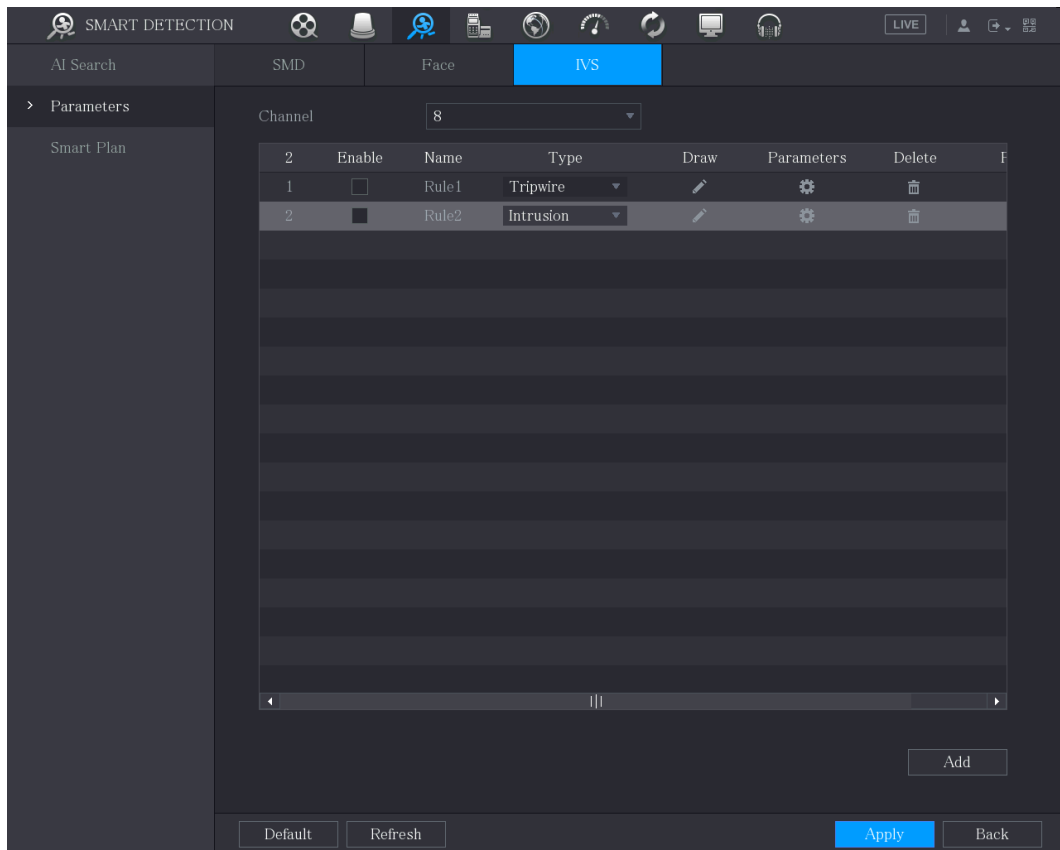 SMART DETECTION LIVE
AI Search SMD Face IVS
Parameters
Smart Plan
Channel 8
2 Enable Name Type Draw Parameters Delete
1 Rule1 Tripwire
2 Rule2 Intrusion
Add
Default Refresh Apply Back